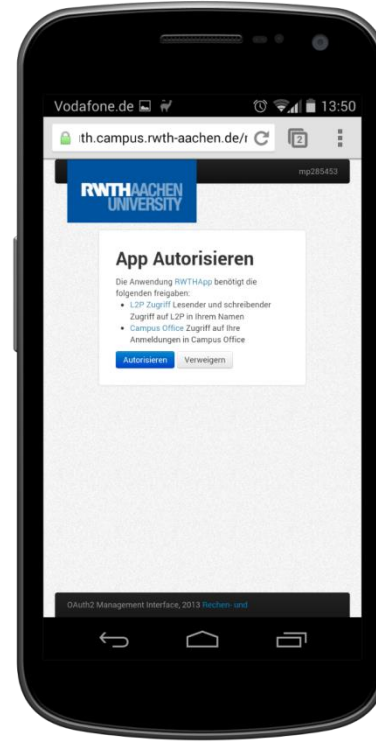 Vodafone.de 13:50
th.campus.rwth-aachen.de/r 2
mp285453
RWTHAACHEN
UNIVERSITY
App Autorisieren
Die Anwendung RWTHApp benötigt die
folgenden freigaben:
• L2P Zugriff Lesender und schreibender
Zugriff auf L2P in Ihrem Namen
• Campus Office Zugriff auf Ihre
Anmeldungen in Campus Office
Autorisieren Verweigern
OAuth2 Management Interface, 2013 Rechen- und